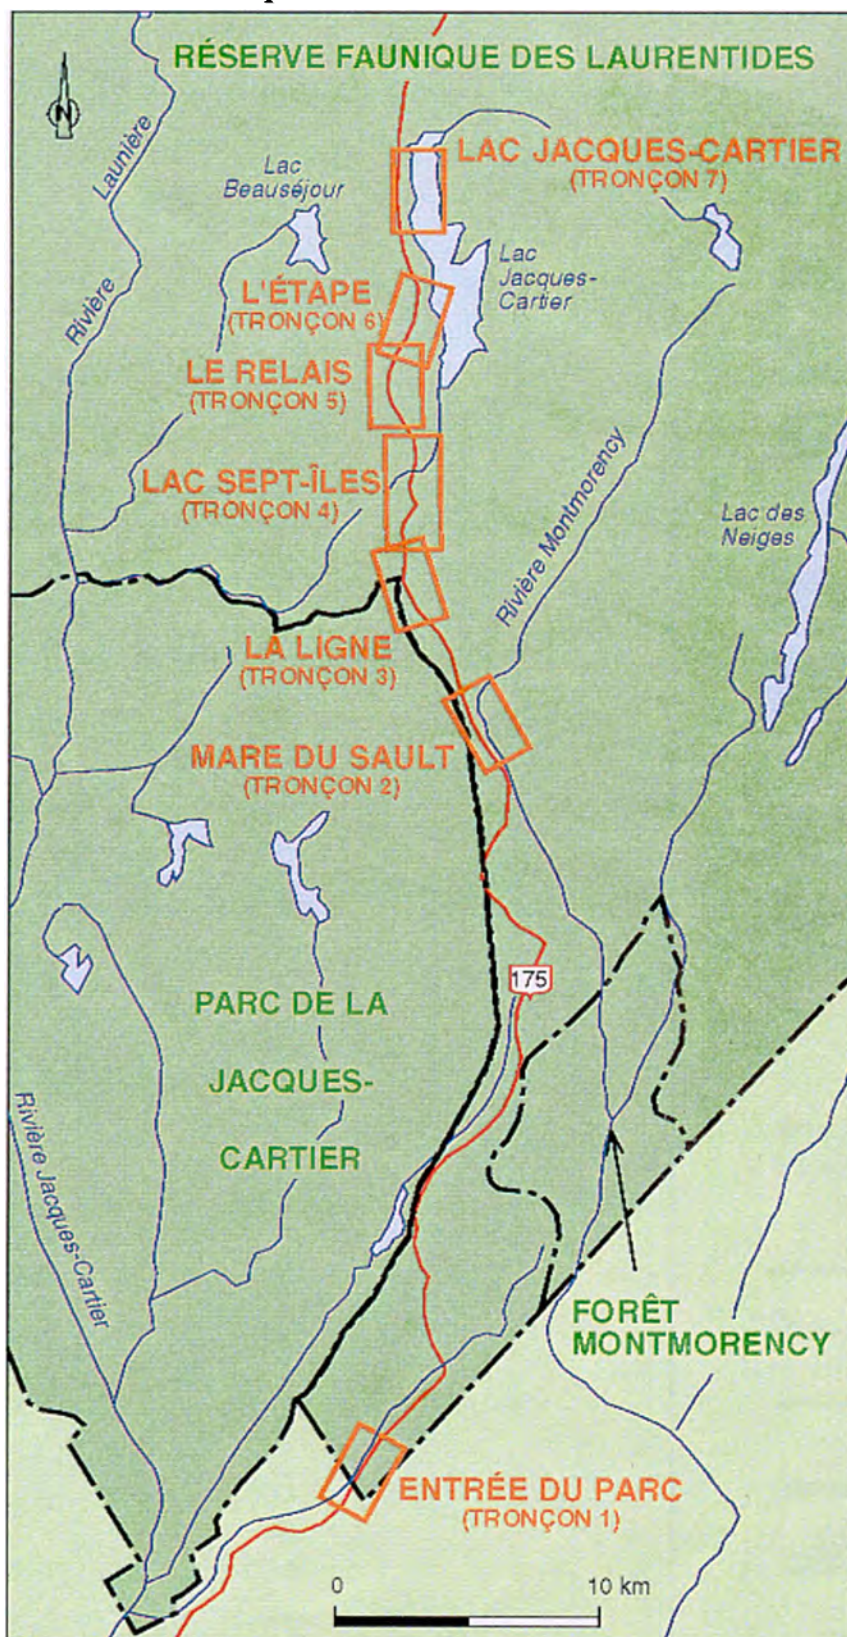 RÉSERVE FAUNIQUE DES LAURENTIDES
N
Launière
Rivière
Lac
Beauséjour
LAC JACQUES-CARTIER
(TRONÇON 7)
Lac
Jacques-
Cartier
L'ÉTAPE
(TRONÇON 6)
LE RELAIS
(TRONÇON 5)
LAC SEPT-ÎLES
(TRONÇON 4)
Rivière Montmorency
Lac des
Neiges
LA LIGNE
(TRONÇON 3)
MARE DU SAULT
(TRONÇON 2)
175
PARC DE LA
JACQUES-
CARTIER
Rivière Jacques-Cartier
FORÊT
MONTMORENCY
ENTRÉE DU PARC
(TRONÇON 1)
0 10 km